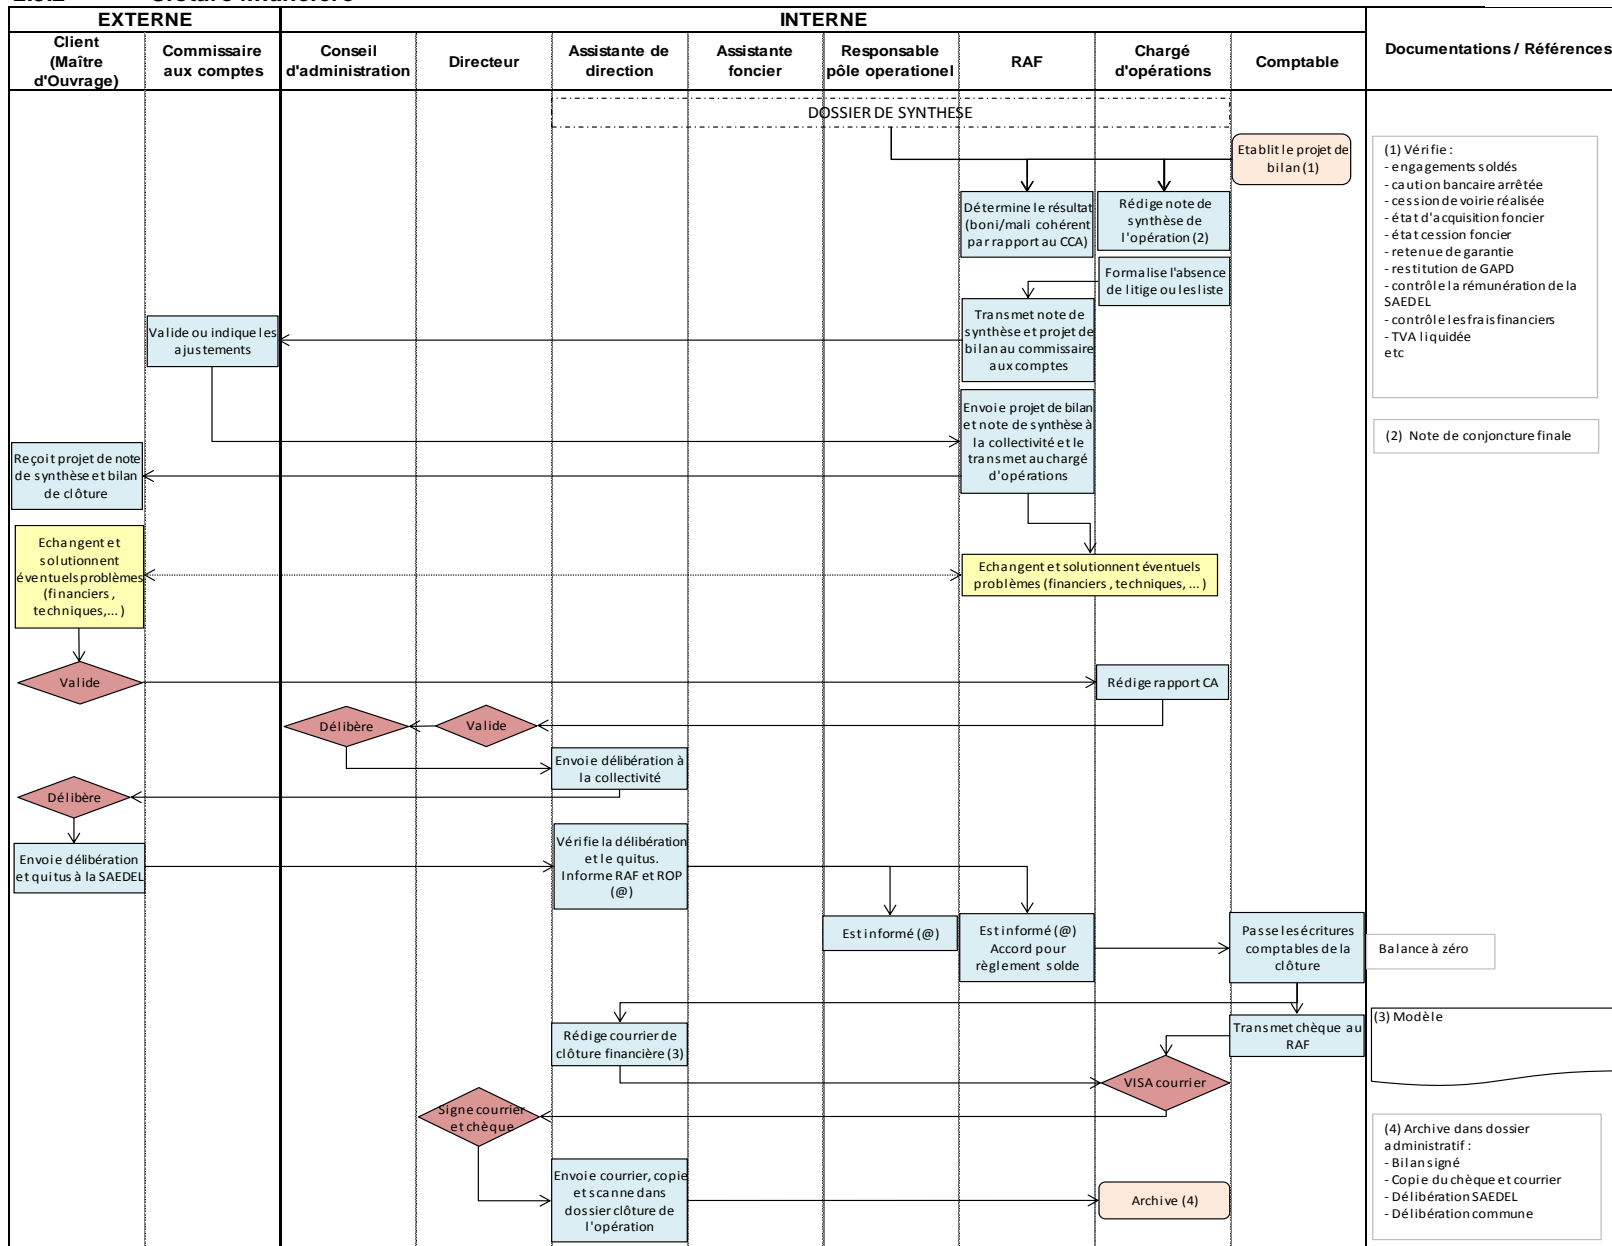 EXTERNE
INTERNE
Client
(Maître
d'Ouvrage)
Commissaire
aux comptes
Conseil
d'administration
Directeur
Assistante de
direction
Assistante
foncier
Responsable
pôle operationel
RAF
Chargé
d'opérations
Comptable
Documentations / Références
DOSSIER DE SYNTHESE
Etablit le projet de
bilan (1)
(1) Vérifie :
- engagements soldés
- caution bancaire arrêtée
- cession de voirie réalisée
- état d'acquisition foncier
- état cession foncier
- retenue de garantie
- restitution de GAPD
- contrôle la rémunération de la
SAEDEL
- contrôle les frais financiers
- TVA liquidée
etc
Détermine le résultat
(boni/mali cohérent
par rapport au CCA)
Rédige note de
synthèse de
l'opération (2)
Formalise l'absence
de litige ou les liste
Transmet note de
synthèse et projet de
bilan au commissaire
aux comptes
Valide ou indique les
ajustements
Envoie projet de bilan
et note de synthèse à
la collectivité et le
transmet au chargé
d'opérations
(2) Note de conjoncture finale
Reçoit projet de note
de synthèse et bilan
de clôture
Echangent et
solutionnent
éventuels problèmes
(financiers,
techniques,...)
Echangent et solutionnent éventuels
problèmes (financiers, techniques, ...)
Valide
Rédige rapport CA
Délibère
Valide
Envoie délibération à
la collectivité
Délibère
Envoie délibération
et quitus à la SAEDEL
Vérifie la délibération
et le quitus.
Informe RAF et ROP
(@)
Est informé (@)
Est informé (@)
Accord pour
règlement solde
Passe les écritures
comptables de la
clôture
Balance à zéro
Rédige courrier de
clôture financière (3)
Transmet chèque au
RAF
(3) Modèle
VISA courrier
Signe courrier
et chèque
Envoie courrier, copie
et scanne dans
dossier clôture de
l'opération
Archive (4)
(4) Archive dans dossier
administratif :
- Bilan signé
- Copie du chèque et courrier
- Délibération SAEDEL
- Délibération commune